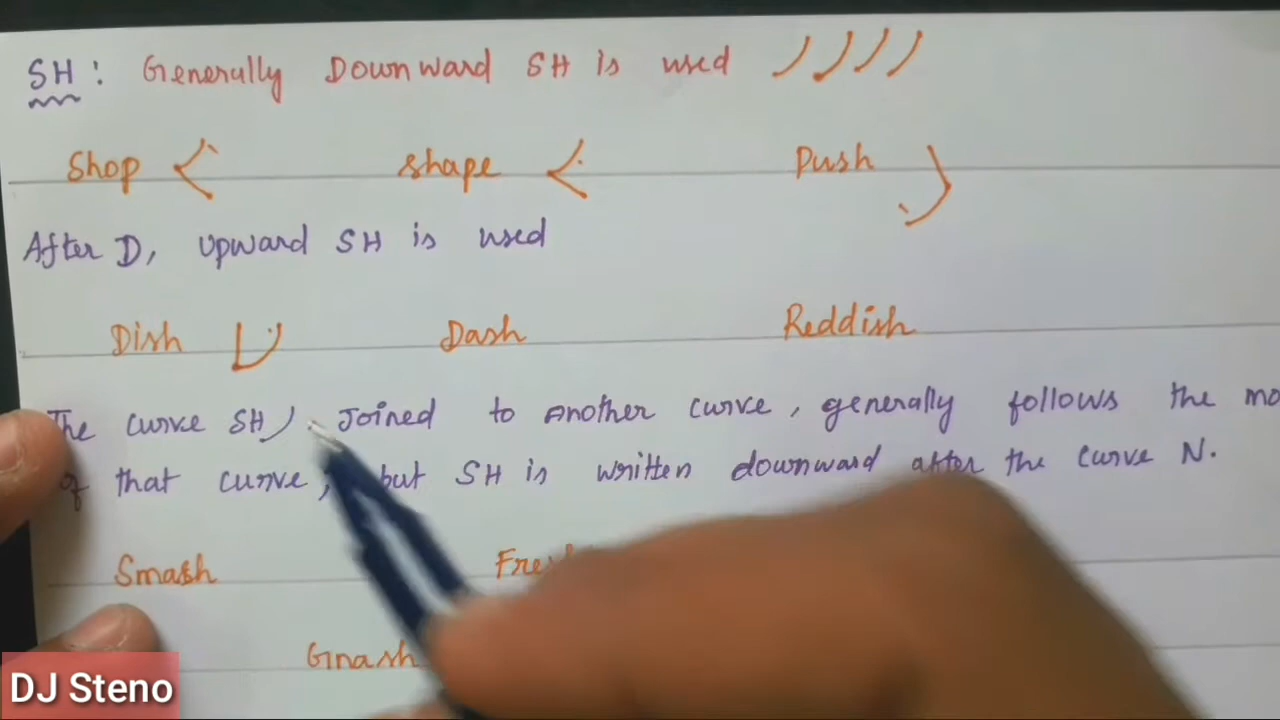 SH : Generally Downward SH is used
Shop shape Push
After D, upward SH is used
Dish Dash Reddish
The curve SH, Joined to Another curve, generally follows the
of that curve, but SH is written downward after the curve N.
Smash
Gnash
DJ Steno